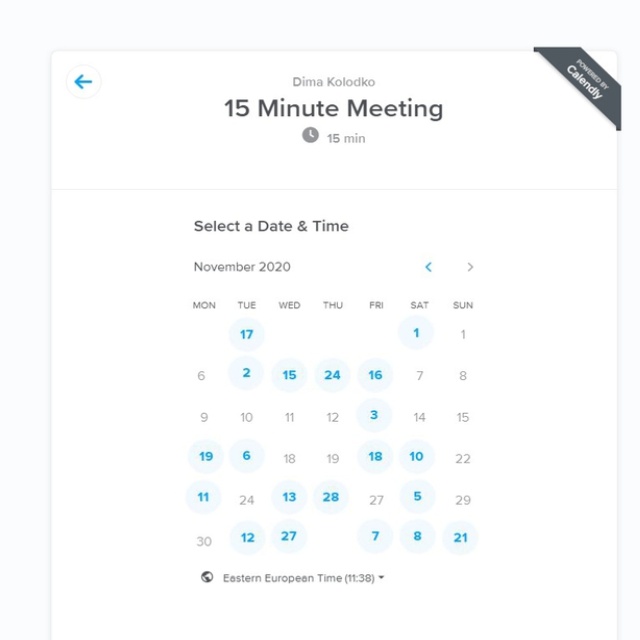 POWERED BY
Calendly
Dima Kolodko
15 Minute Meeting
15 min
Select a Date & Time
November 2020
MON TUE WED THU FRI SAT SUN
17 1 1
6 2 15 24 16 7 8
9 10 11 12 3 14 15
19 6 18 19 18 10 22
11 24 13 28 27 5 29
30 12 27 7 8 21
Eastern European Time (11:38)